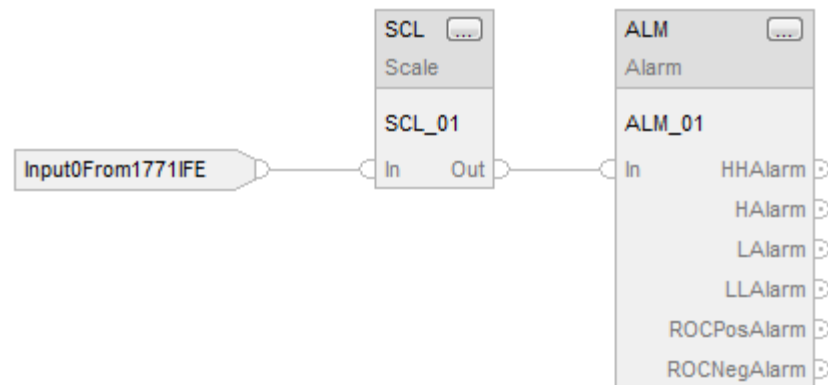 SCL ...
Scale
SCL_01
In Out
ALM ...
Alarm
ALM_01
In HHAlarm
HAlarm
LAlarm
LLAlarm
ROCPosAlarm
ROCNegAlarm
Input0From1771IFE